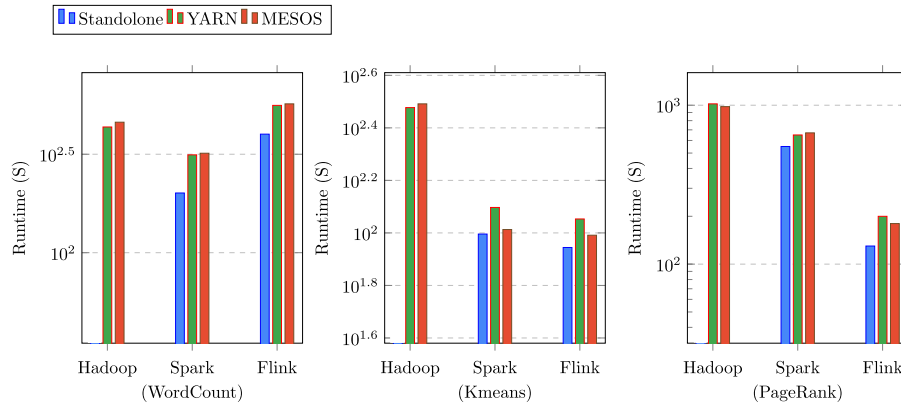 Standolone YARN MESOS
Runtime (S)
10^2.5
10^2
Hadoop Spark Flink
(WordCount)
Runtime (S)
10^2.6
10^2.4
10^2.2
10^2
10^1.8
10^1.6
Hadoop Spark Flink
(Kmeans)
Runtime (S)
10^3
10^2
Hadoop Spark Flink
(PageRank)